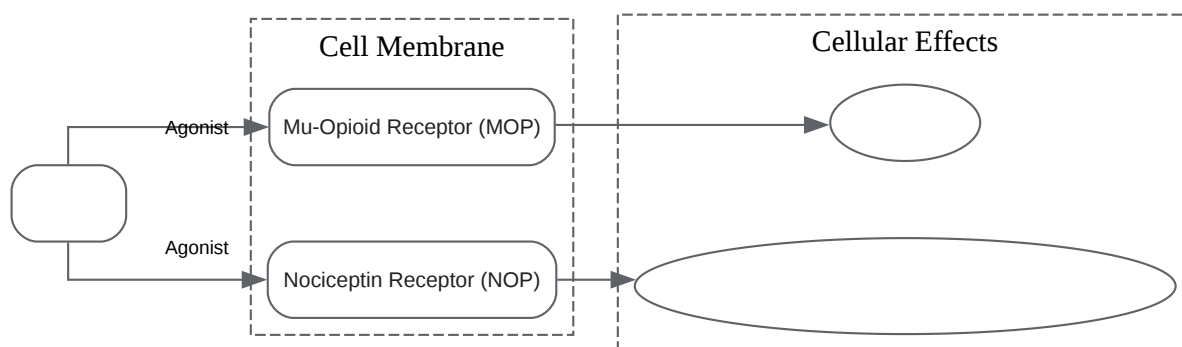 Cell Membrane
Cellular Effects
Agonist
Mu-Opioid Receptor (MOP)
Agonist
Nociceptin Receptor (NOP)